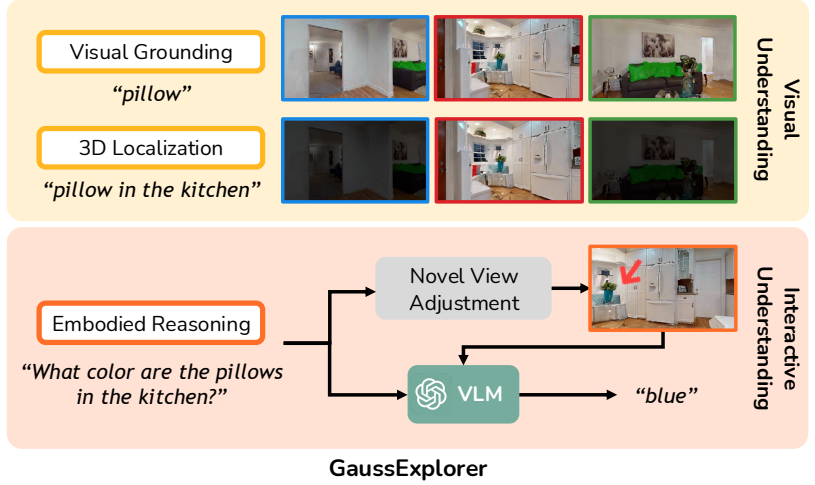 Visual Grounding
“pillow”
3D Localization
“pillow in the kitchen”
Visual
Understanding
Novel View
Adjustment
Embodied Reasoning
“What color are the pillows
in the kitchen?”
VLM
“blue”
Interactive
Understanding
GaussExplorer